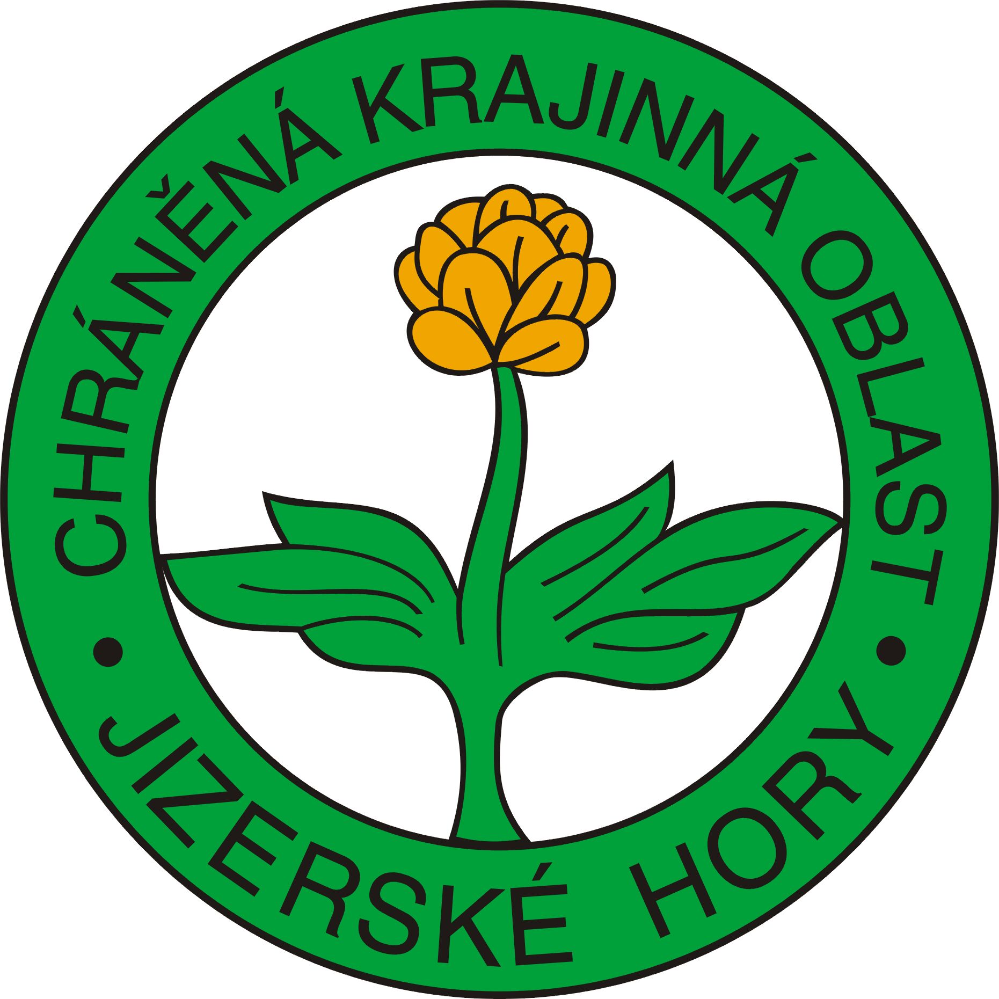 CHRÁNĚNÁ KRAJINNÁ OBLAST
• JIZERSKÉ HORY •